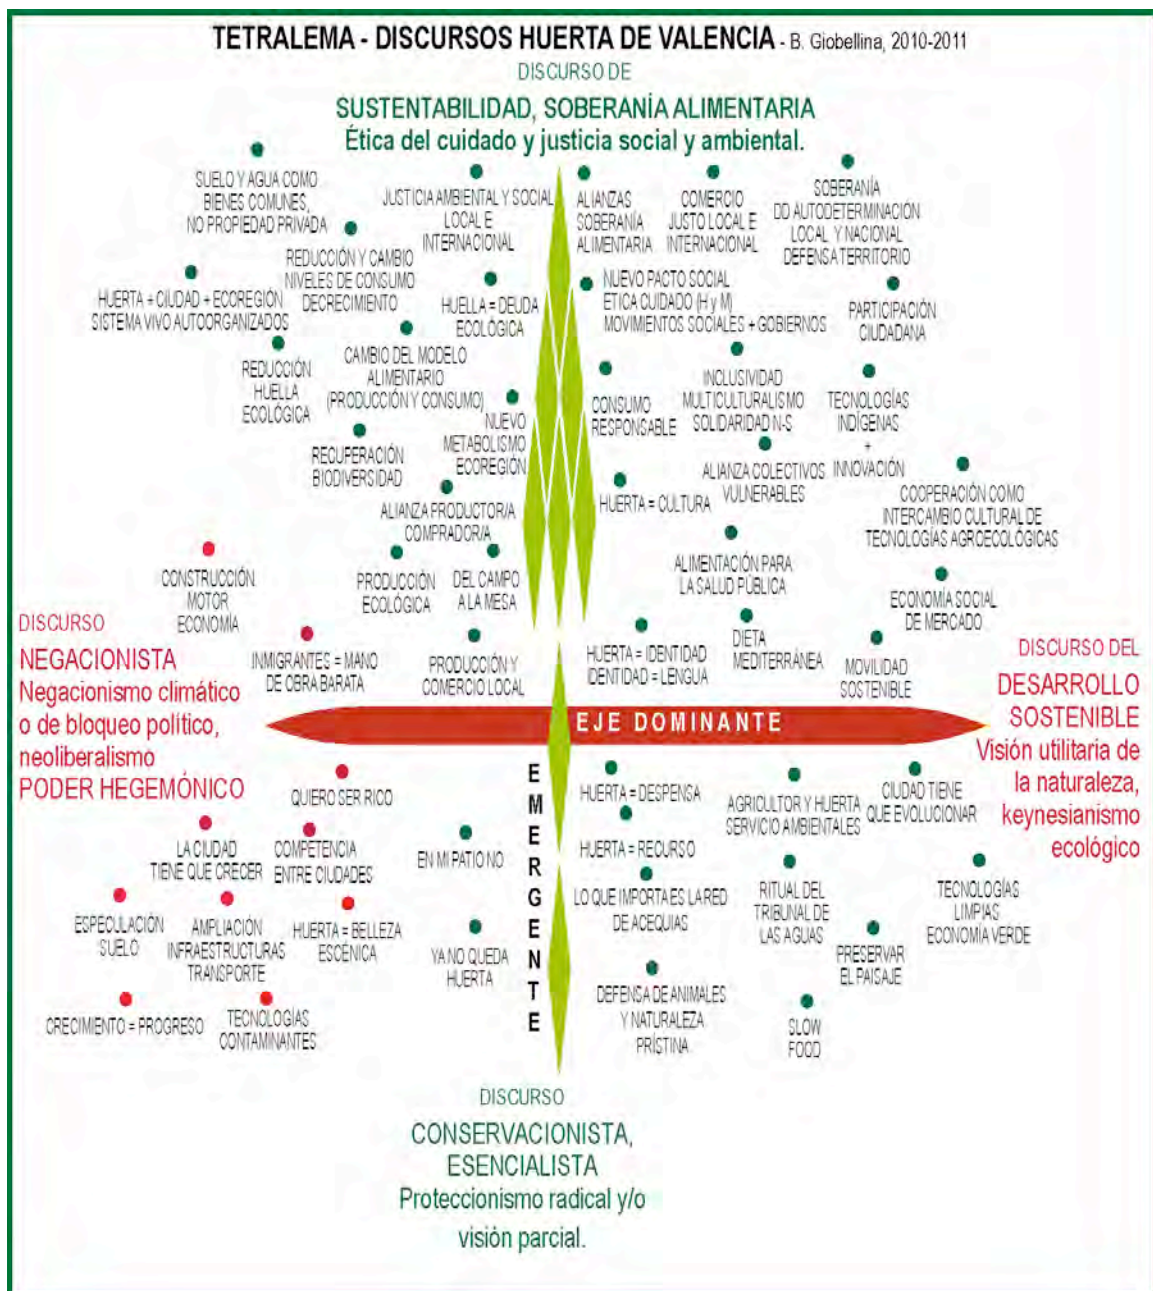 TETRALEMA - DISCURSOS HUERTA DE VALENCIA - B. Giobellina, 2010-2011
DISCURSO DE
SUSTENTABILIDAD, SOBERANÍA ALIMENTARIA
Ética del cuidado y justicia social y ambiental.
SUELO Y AGUA COMO
BIENES COMUNES,
NO PROPIEDAD PRIVADA
JUSTICIA AMBIENTAL Y SOCIAL
LOCAL E
INTERNACIONAL
ALIANZAS
SOBERANÍA
ALIMENTARIA
COMERCIO
JUSTO LOCAL E
INTERNACIONAL
SOBERANÍA
DD AUTODETERMINACIÓN
LOCAL Y NACIONAL
DEFENSA TERRITORIO
REDUCCIÓN Y CAMBIO
NIVELES DE CONSUMO
DECRECIMIENTO
HUERTA + CIUDAD + ECOREGIÓN
SISTEMA VIVO AUTOORGANIZADOS
HUELLA = DEUDA
ECOLÓGICA
NUEVO PACTO SOCIAL
ETICA CUIDADO (H y M)
MOVIMIENTOS SOCIALES + GOBIERNOS
PARTICIPACIÓN
CIUDADANA
REDUCCIÓN
HUELLA
ECOLÓGICA
CAMBIO DEL MODELO
ALIMENTARIO
(PRODUCCIÓN Y CONSUMO)
NUEVO
METABOLISMO
ECOREGIÓN
CONSUMO
RESPONSABLE
INCLUSIVIDAD
MULTICULTURALISMO
SOLIDARIDAD N-S
TECNOLOGÍAS
INDÍGENAS
+
INNOVACIÓN
RECUPERACIÓN
BIODIVERSIDAD
ALIANZA COLECTIVOS
VULNERABLES
HUERTA = CULTURA
COOPERACIÓN COMO
INTERCAMBIO CULTURAL DE
TECNOLOGÍAS AGROECOLÓGICAS
ALIANZA PRODUCTOR/A
COMPRADOR/A
CONSTRUCCIÓN
MOTOR
ECONOMÍA
PRODUCCIÓN
ECOLÓGICA
DEL CAMPO
A LA MESA
ALIMENTACIÓN PARA
LA SALUD PÚBLICA
ECONOMÍA SOCIAL
DE MERCADO
DISCURSO
NEGACIONISTA
Negacionismo climático
o de bloqueo político,
neoliberalismo
PODER HEGEMÓNICO
INMIGRANTES = MANO
DE OBRA BARATA
PRODUCCIÓN Y
COMERCIO LOCAL
HUERTA = IDENTIDAD
IDENTIDAD = LENGUA
DIETA
MEDITERRÁNEA
MOVILIDAD
SOSTENIBLE
DISCURSO DEL
DESARROLLO
SOSTENIBLE
Visión utilitaria de
la naturaleza,
keynesianismo
ecológico
EJE DOMINANTE
EMERGENTE
QUIERO SER RICO
HUERTA = DESPENSA
AGRICULTOR Y HUERTA
SERVICIO AMBIENTALES
CIUDAD TIENE
QUE EVOLUCIONAR
LA CIUDAD
TIENE QUE CRECER
COMPETENCIA
ENTRE CIUDADES
EN MI PATIO NO
HUERTA = RECURSO
ESPECULACIÓN
SUELO
AMPLIACIÓN
INFRAESTRUCTURAS
TRANSPORTE
HUERTA = BELLEZA
ESCÉNICA
YA NO QUEDA
HUERTA
LO QUE IMPORTA ES LA RED
DE ACEQUIAS
RITUAL DEL
TRIBUNAL DE
LAS AGUAS
TECNOLOGÍAS
LIMPIAS
ECONOMÍA VERDE
PRESERVAR
EL PAISAJE
CRECIMIENTO = PROGRESO
TECNOLOGÍAS
CONTAMINANTES
DEFENSA DE ANIMALES
Y NATURALEZA
PRÍSTINA
SLOW
FOOD
DISCURSO
CONSERVACIONISTA,
ESENCIALISTA
Proteccionismo radical y/o
visión parcial.